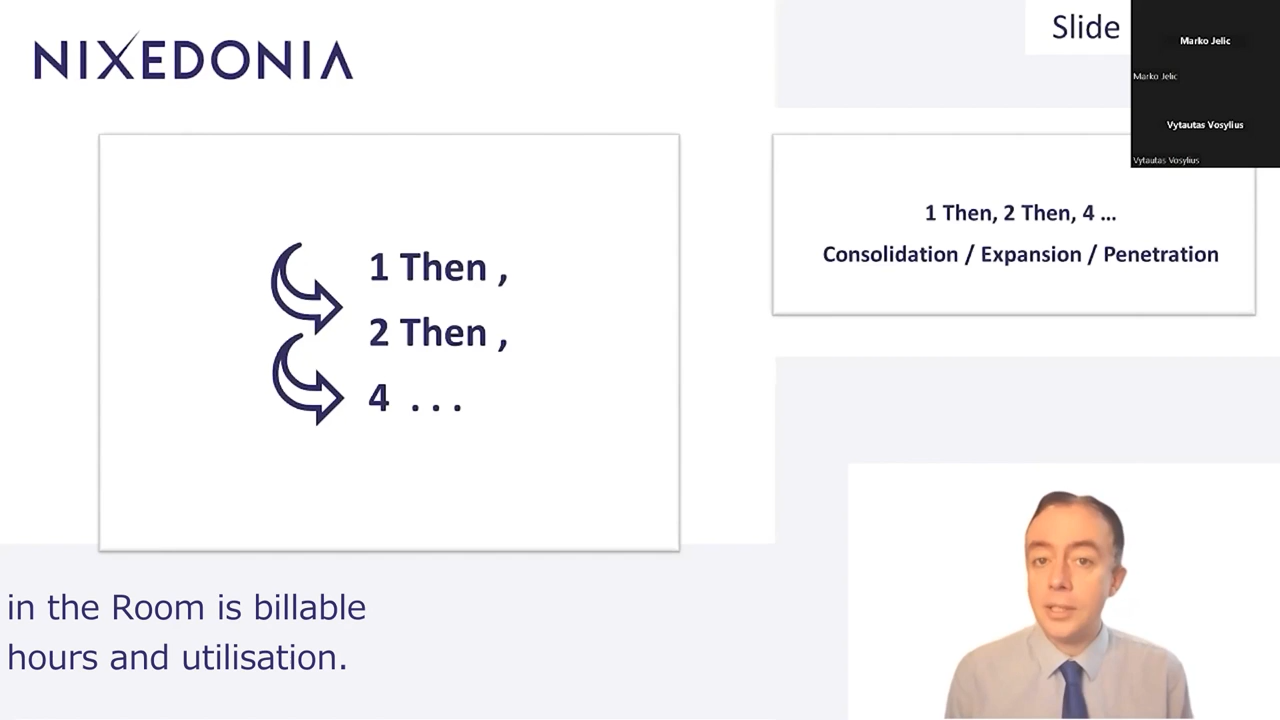 NIXEDONIA
Slide
Marko Jelic
Marko Jelic
Vytautas Vosylius
Vytautas Vosylius
1 Then ,
2 Then ,
4 . . .
1 Then, 2 Then, 4 ...
Consolidation / Expansion / Penetration
in the Room is billable
hours and utilisation.